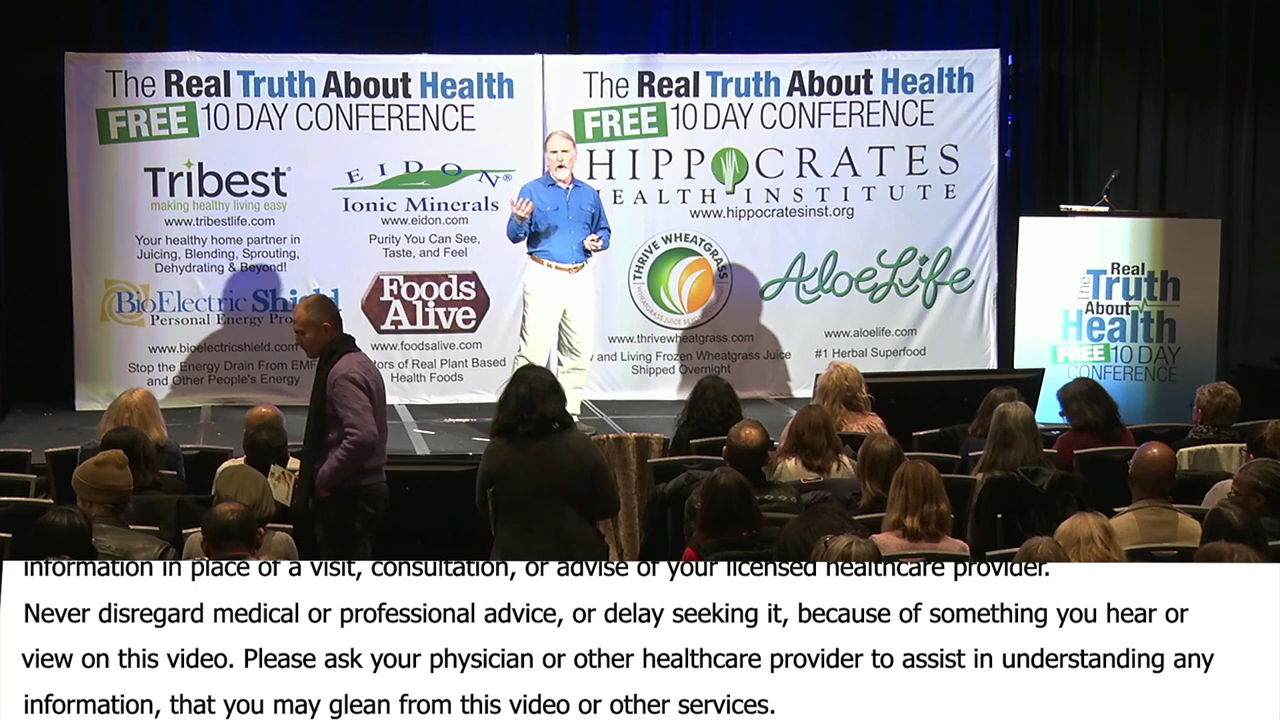 The Real Truth About Health
FREE 10 DAY CONFERENCE
Tribest®
making healthy living easy
www.tribestlife.com
Your healthy home partner in
Juicing, Blending, Sprouting,
Dehydrating & Beyond!
EIDON®
Ionic Minerals
www.eidon.com
Purity You Can See,
Taste, and Feel
BioElectric Shield
Personal Energy
www.bioelectricshield.com
Stop the Energy Drain From EMF
and Other People's Energy
Foods
Alive
www.foodsalive.com
of Real Plant Based
Health Foods
The Real Truth About Health
FREE 10 DAY CONFERENCE
HIPPOCRATES
HEALTH INSTITUTE
www.hippocratesinst.org
THRIVE WHEATGRASS
www.thrivewheatgrass.com
and Living Frozen Wheatgrass Juice
Shipped Overnight
AloeLife
www.aloelife.com
#1 Herbal Superfood
The Real
Truth
About
Health
FREE 10 DAY
CONFERENCE
information in place of a visit, consultation, or advise of your licensed healthcare provider.
Never disregard medical or professional advice, or delay seeking it, because of something you hear or
view on this video. Please ask your physician or other healthcare provider to assist in understanding any
information, that you may glean from this video or other services.